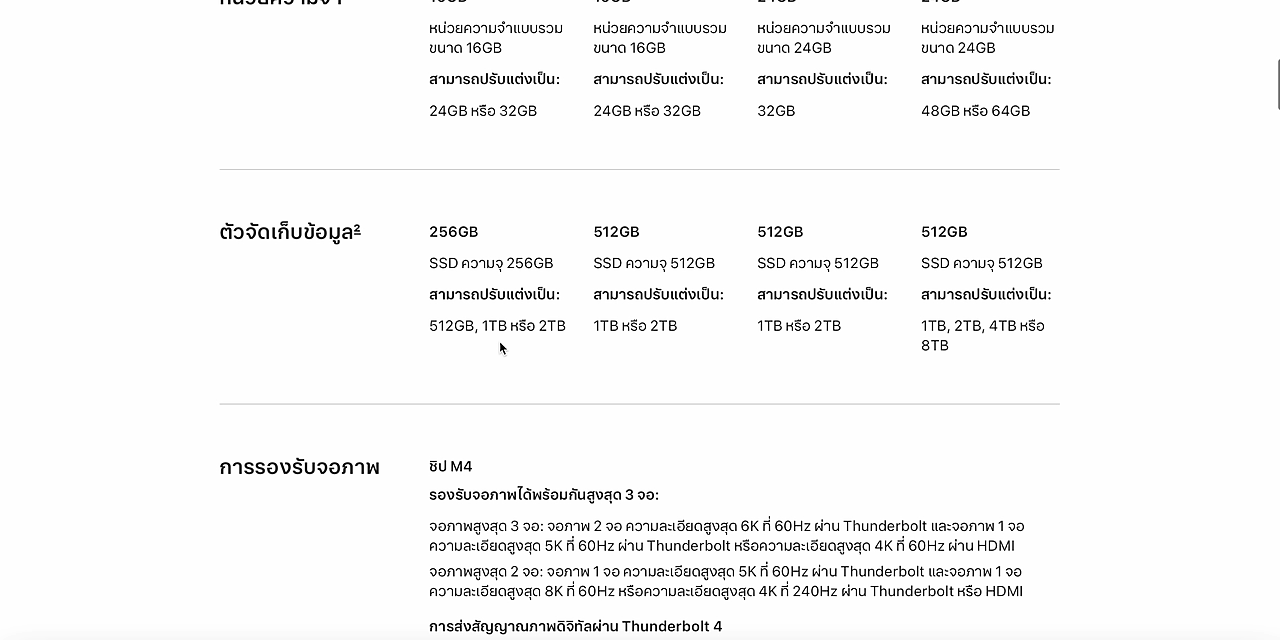 หน่วยความจำ 16GB 16GB 24GB 24GB
หน่วยความจำแบบรวม หน่วยความจำแบบรวม หน่วยความจำแบบรวม หน่วยความจำแบบรวม
ขนาด 16GB ขนาด 16GB ขนาด 24GB ขนาด 24GB
สามารถปรับแต่งเป็น: สามารถปรับแต่งเป็น: สามารถปรับแต่งเป็น: สามารถปรับแต่งเป็น:
24GB หรือ 32GB 24GB หรือ 32GB 32GB 48GB หรือ 64GB
ตัวจัดเก็บข้อมูล² 256GB 512GB 512GB 512GB
SSD ความจุ 256GB SSD ความจุ 512GB SSD ความจุ 512GB SSD ความจุ 512GB
สามารถปรับแต่งเป็น: สามารถปรับแต่งเป็น: สามารถปรับแต่งเป็น: สามารถปรับแต่งเป็น:
512GB, 1TB หรือ 2TB 1TB หรือ 2TB 1TB หรือ 2TB 1TB, 2TB, 4TB หรือ
8TB
การรองรับจอภาพ ชิป M4
รองรับจอภาพได้พร้อมกันสูงสุด 3 จอ:
จอภาพสูงสุด 3 จอ: จอภาพ 2 จอ ความละเอียดสูงสุด 6K ที่ 60Hz ผ่าน Thunderbolt และจอภาพ 1 จอ
ความละเอียดสูงสุด 5K ที่ 60Hz ผ่าน Thunderbolt หรือความละเอียดสูงสุด 4K ที่ 60Hz ผ่าน HDMI
จอภาพสูงสุด 2 จอ: จอภาพ 1 จอ ความละเอียดสูงสุด 5K ที่ 60Hz ผ่าน Thunderbolt และจอภาพ 1 จอ
ความละเอียดสูงสุด 8K ที่ 60Hz หรือความละเอียดสูงสุด 4K ที่ 240Hz ผ่าน Thunderbolt หรือ HDMI
การส่งสัญญาณภาพดิจิทัลผ่าน Thunderbolt 4